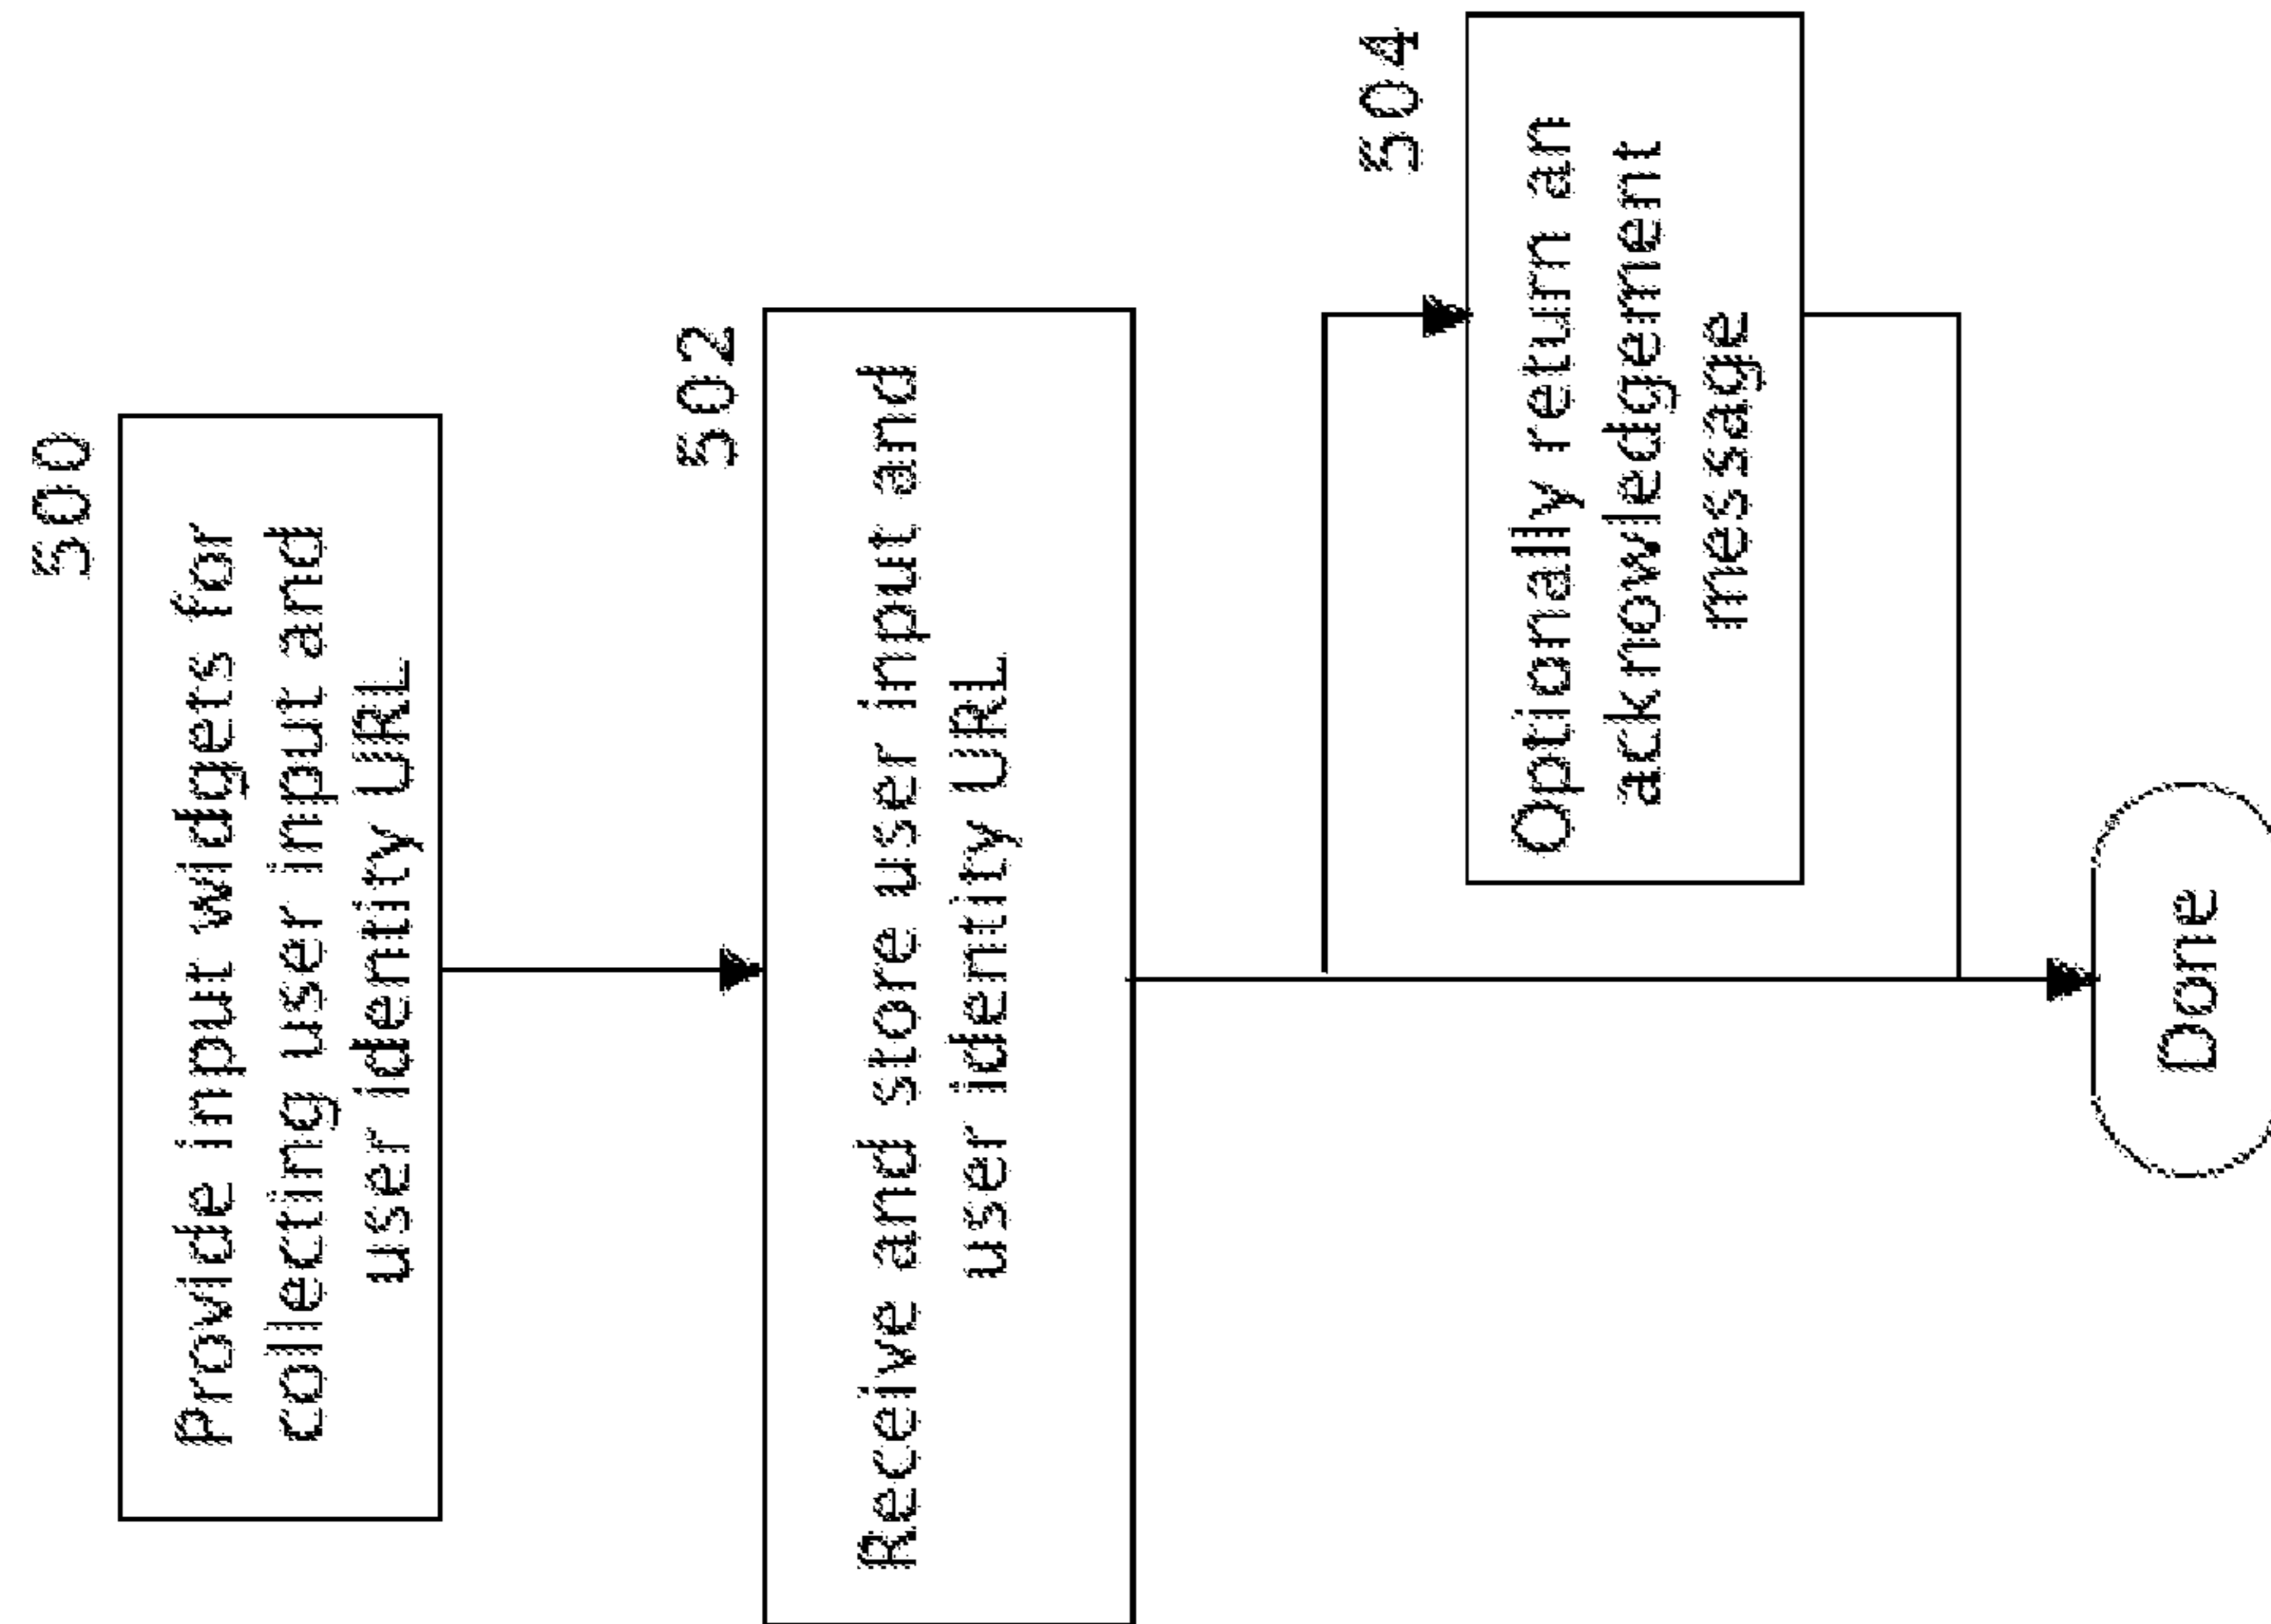 500
Provide input widgets for
collecting user input and
user identity URL
502
Receive and store user input and
user identity URL
504
Optionally return an
acknowledgement
message
Done